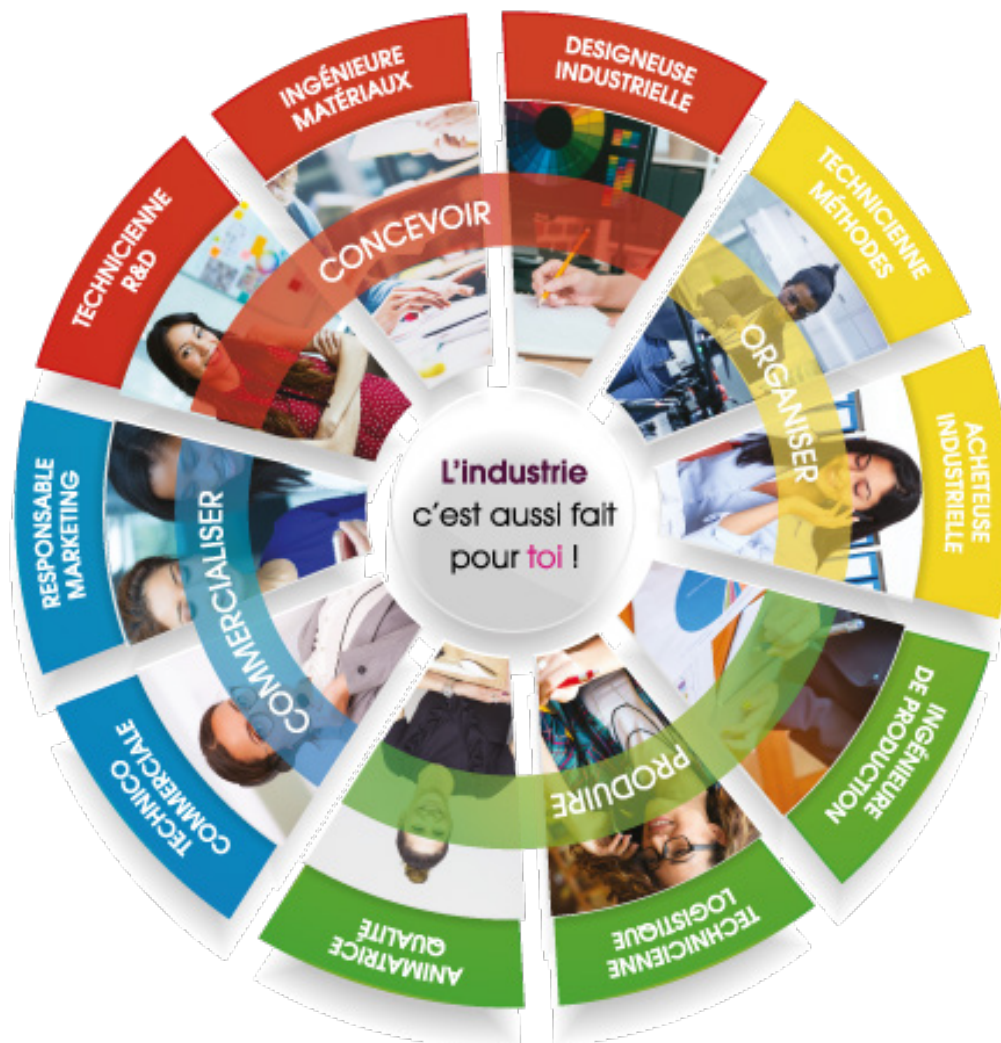 L'industrie
c'est aussi fait
pour toi !
CONCEVOIR
TECHNICIENNE
R&D
INGÉNIEURE
MATÉRIAUX
DESIGNEUSE
INDUSTRIELLE
ORGANISER
TECHNICIENNE
MÉTHODES
ACHETEUSE
INDUSTRIELLE
PRODUIRE
INGÉNIEURE
DE PRODUCTION
TECHNICIENNE
LOGISTIQUE
ANIMATRICE
QUALITÉ
COMMERCIALISER
TECHNICO
COMMERCIALE
RESPONSABLE
MARKETING